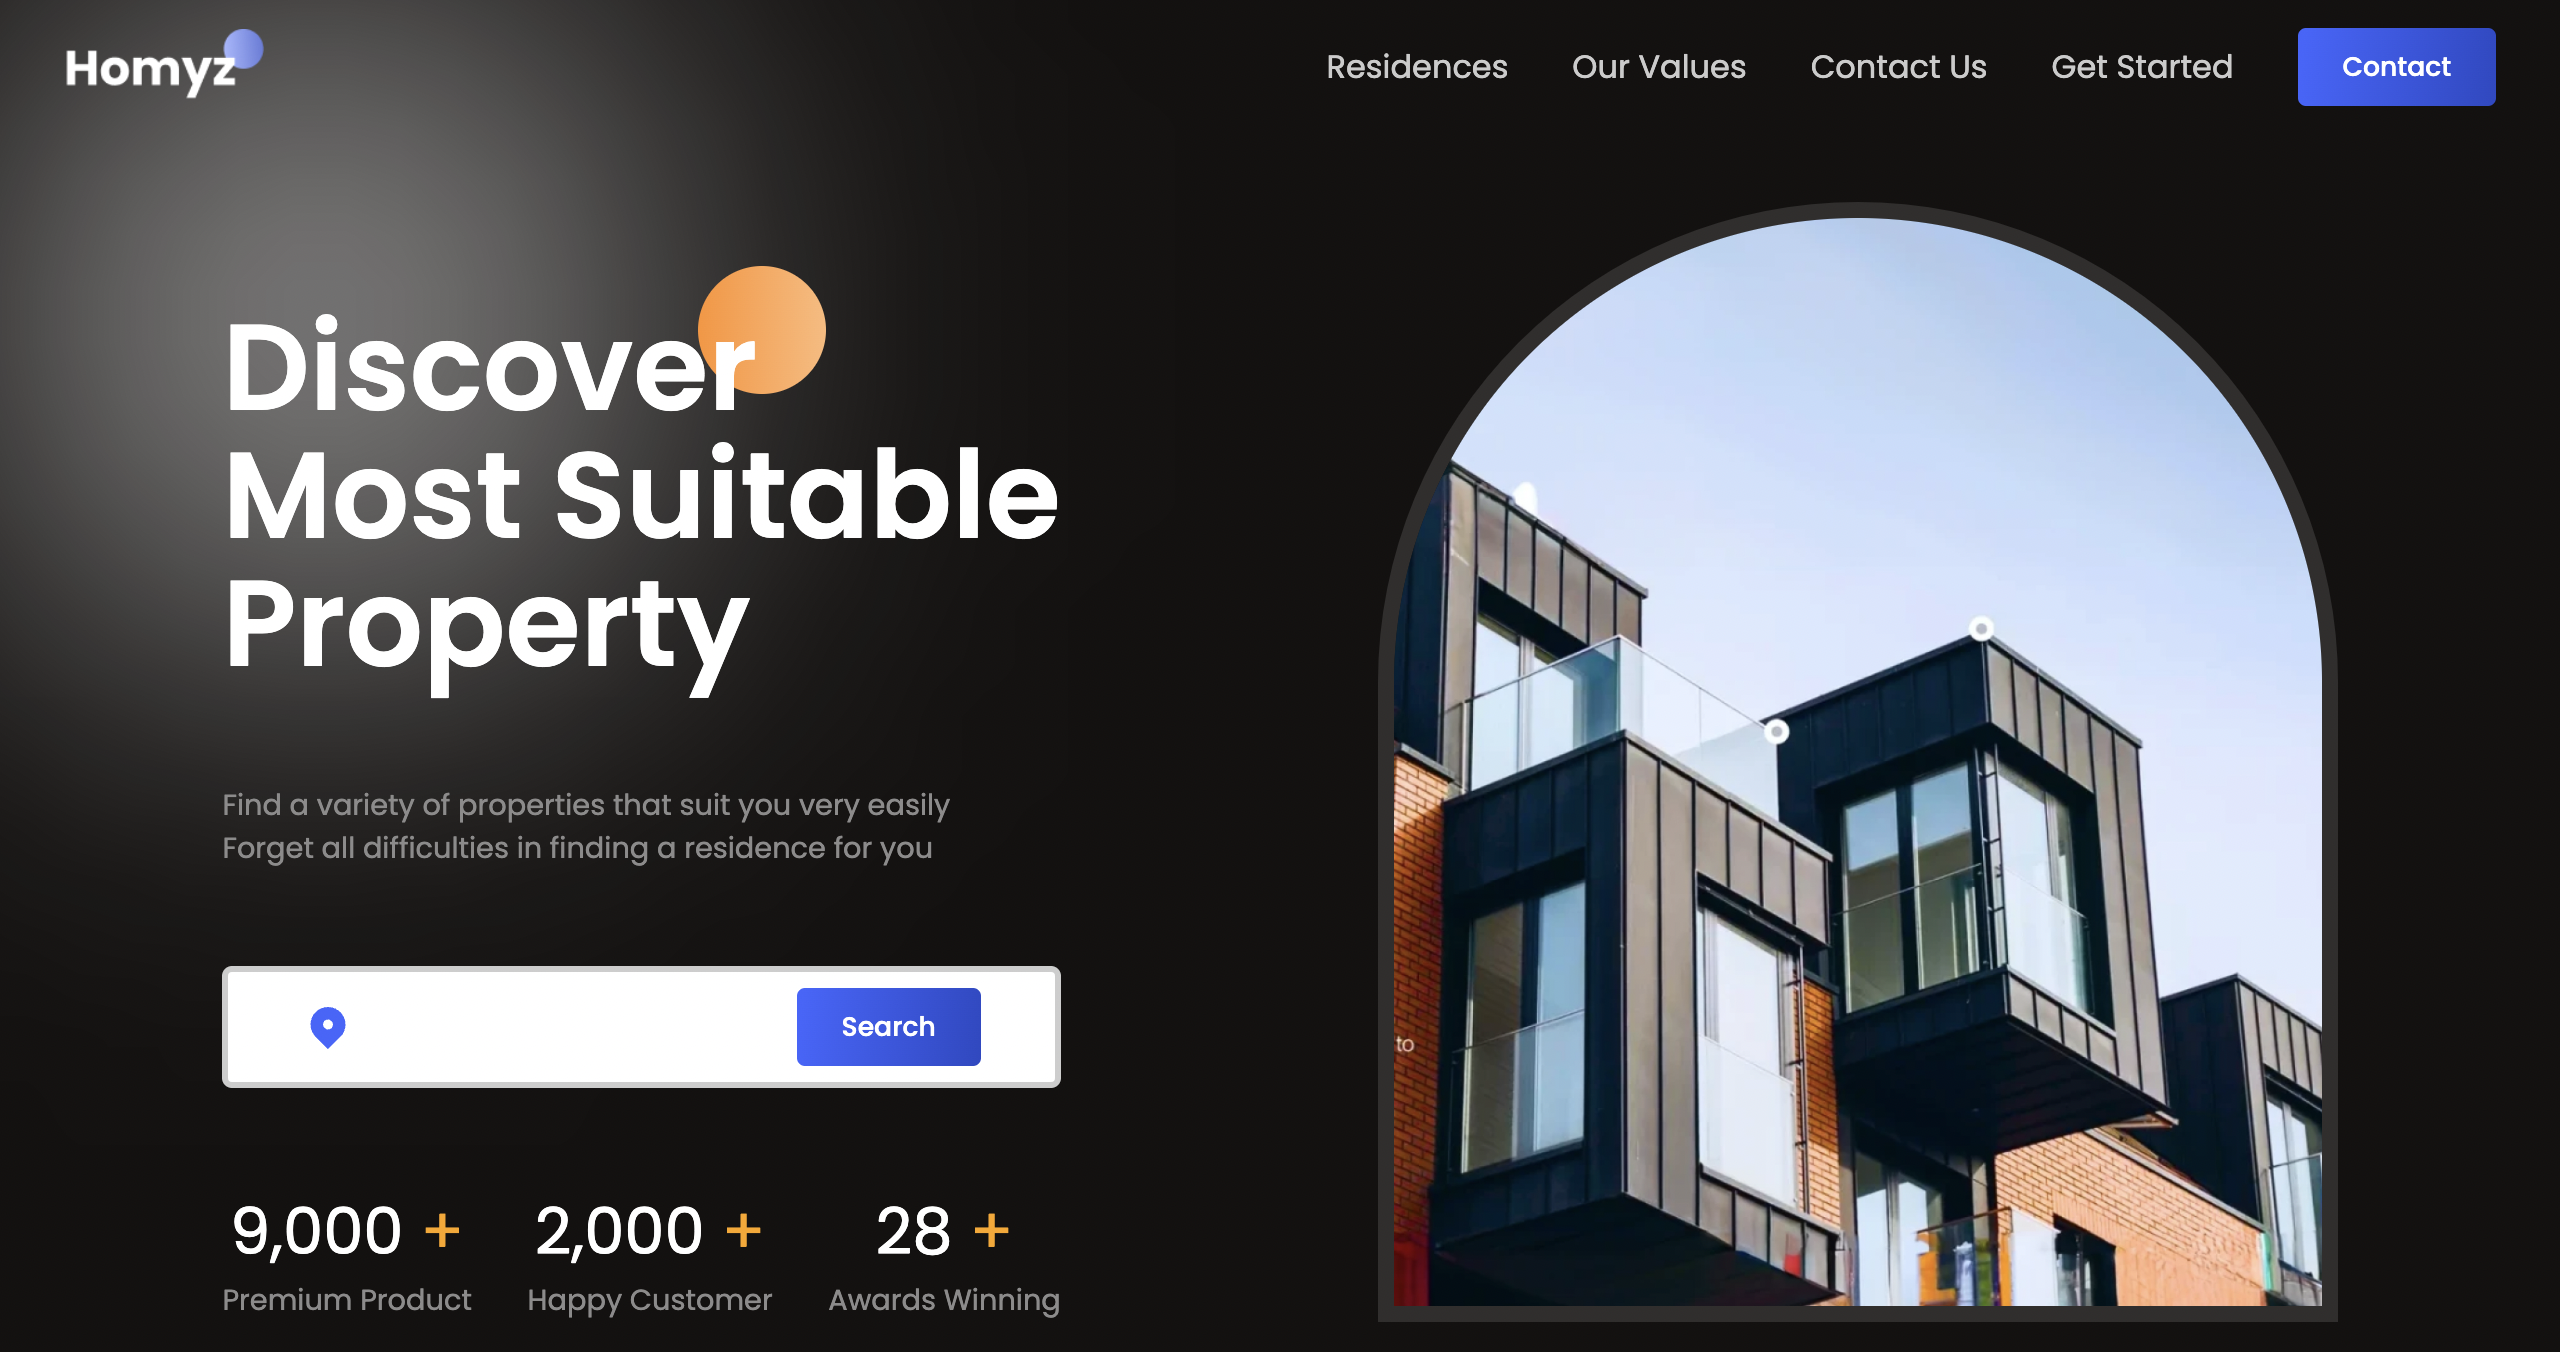 Homyz
Residences
Our Values
Contact Us
Get Started
Contact
Discover
Most Suitable
Property
Find a variety of properties that suit you very easily
Forget all difficulties in finding a residence for you
Search
9,000 +
2,000 +
28 +
Premium Product
Happy Customer
Awards Winning
to